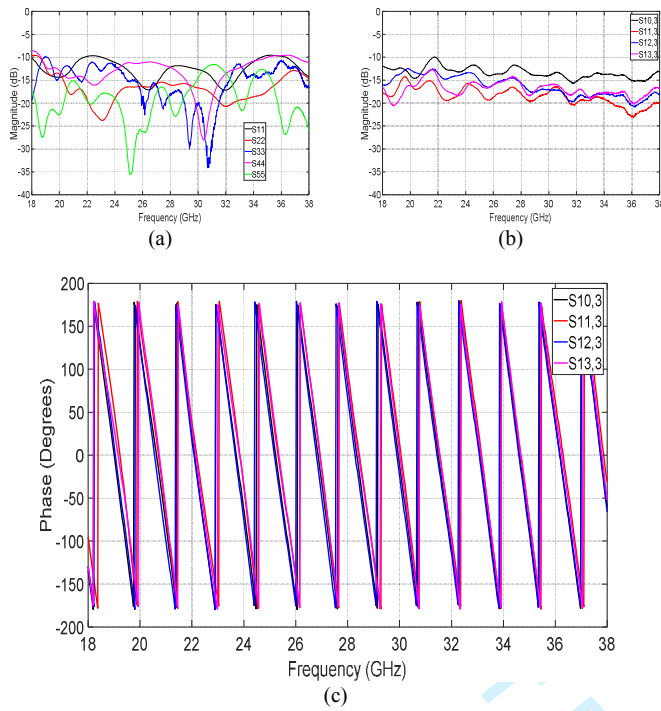 0
-5
-10
-15
-20
-25
-30
-35
-40
Magnitude (dB)
18 20 22 24 26 28 30 32 34 36 38
Frequency (GHz)
S11
S22
S33
S44
S55
(a)
0
-5
-10
-15
-20
-25
-30
-35
-40
Magnitude (dB)
18 20 22 24 26 28 30 32 34 36 38
Frequency (GHz)
S10,3
S11,3
S12,3
S13,3
(b)
200
150
100
50
0
-50
-100
-150
-200
Phase (Degrees)
18 20 22 24 26 28 30 32 34 36 38
Frequency (GHz)
S10,3
S11,3
S12,3
S13,3
(c)